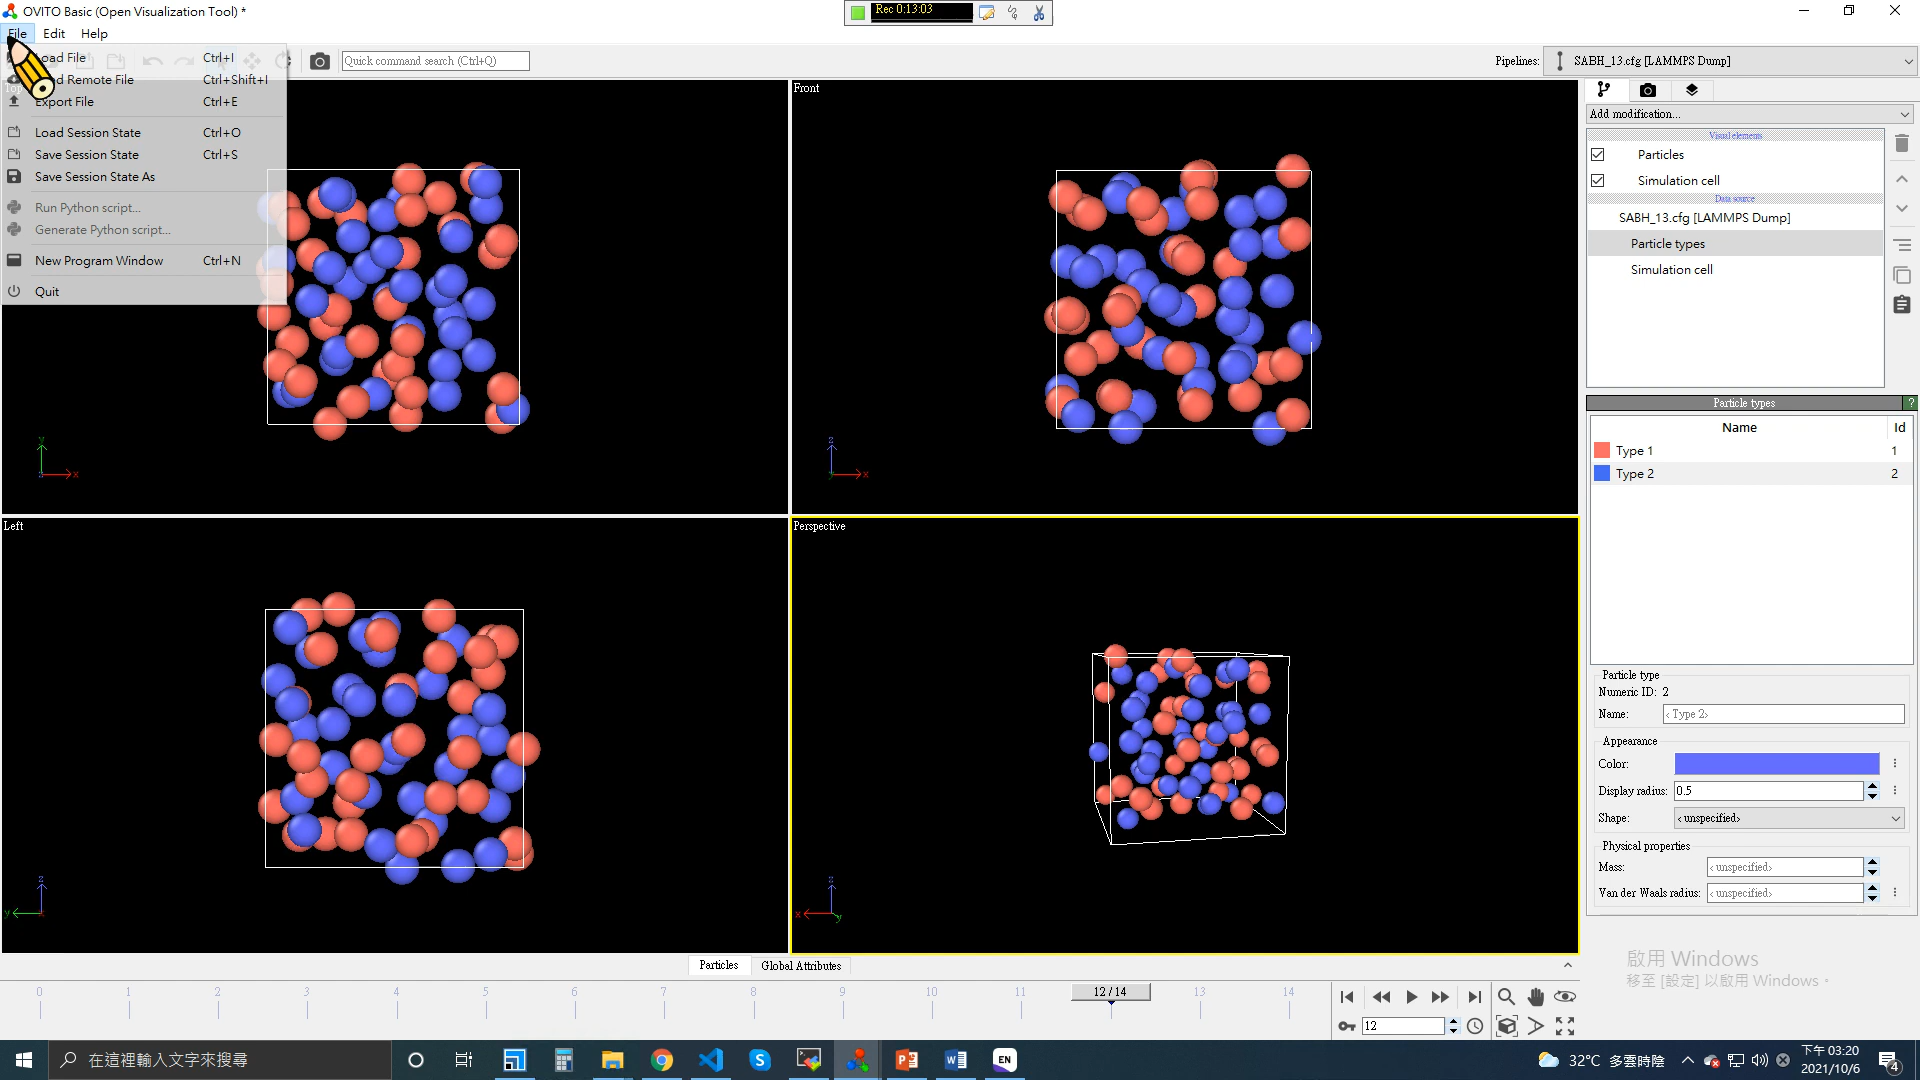 OVITO Basic (Open Visualization Tool) *
Rec 0:13:03
File Edit Help
Load File Ctrl+I
Remote File Ctrl+Shift+I
Export File Ctrl+E
Load Session State Ctrl+O
Save Session State Ctrl+S
Save Session State As
Run Python script...
Generate Python script...
New Program Window Ctrl+N
Quit
Quick command search (Ctrl+Q)
Pipelines: SABH_13.cfg [LAMMPS Dump]
Top
Front
Left
Perspective
y
x
z
x
z
y
z
x
y
Add modification...
Visual elements
Particles
Simulation cell
Data source
SABH_13.cfg [LAMMPS Dump]
Particle types
Simulation cell
Particle types ?
Name Id
Type 1 1
Type 2 2
Particle type
Numeric ID: 2
Name: <Type 2>
Appearance
Color:
Display radius: 0.5
Shape: <unspecified>
Physical properties
Mass: <unspecified>
Van der Waals radius: <unspecified>
啟用 Windows
移至 [設定] 以啟用 Windows。
Particles Global Attributes
0 1 2 3 4 5 6 7 8 9 10 11 12 / 14 13 14
12
在這裡輸入文字來搜尋
EN
32°C 多雲時陰
下午 03:20
2021/10/6
4